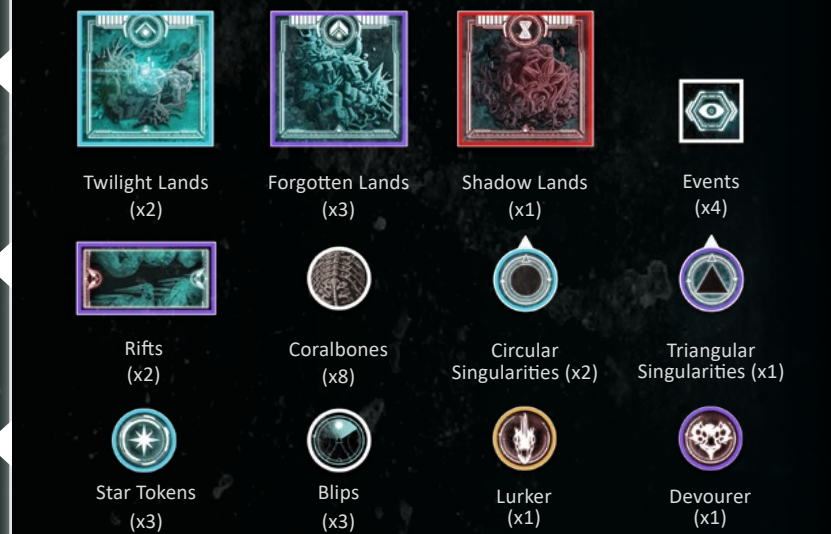 Twilight Lands
(x2)
Forgotten Lands
(x3)
Shadow Lands
(x1)
Events
(x4)
Rifts
(x2)
Coralbones
(x8)
Circular
Singularities (x2)
Triangular
Singularities (x1)
Star Tokens
(x3)
Blips
(x3)
Lurker
(x1)
Devourer
(x1)